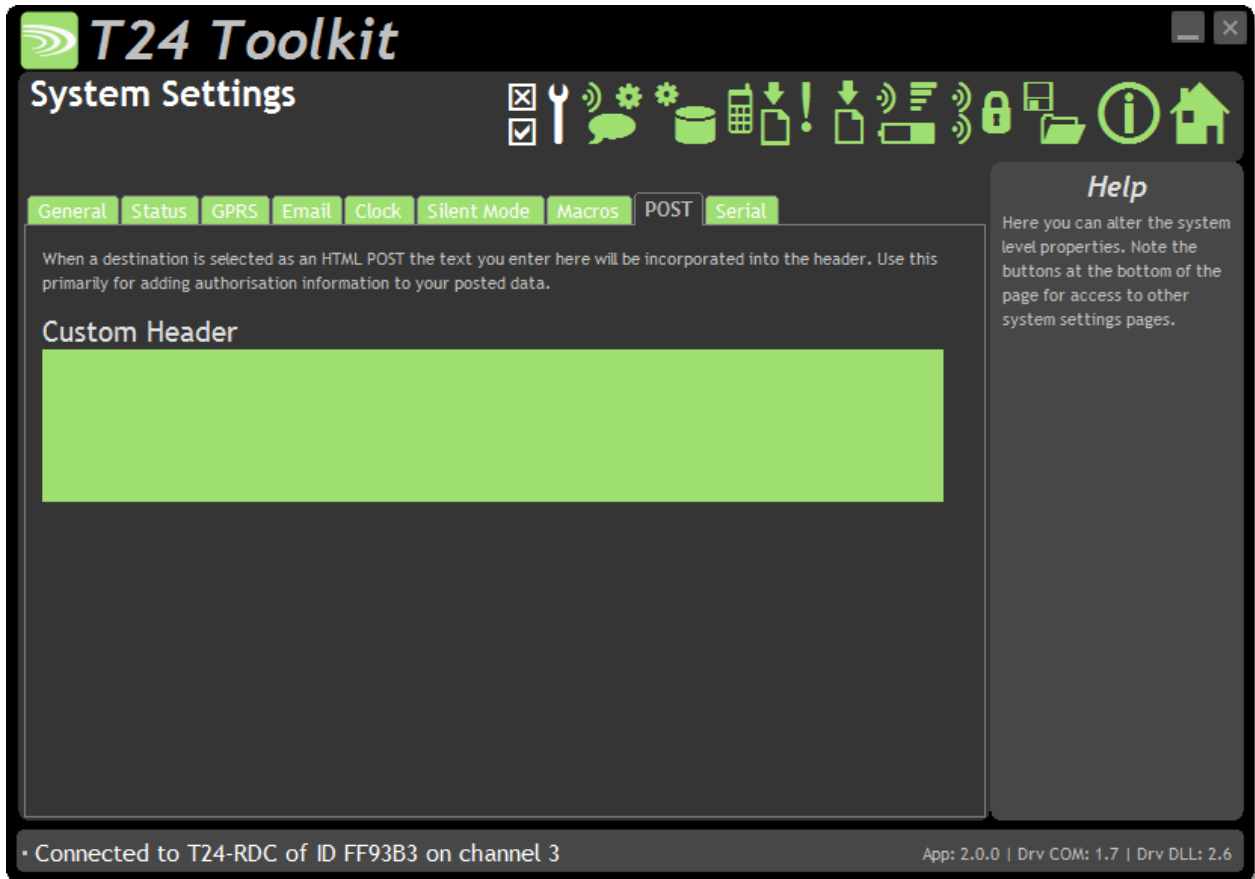 T24 Toolkit
System Settings
General Status GPRS Email Clock Silent Mode Macros POST Serial
When a destination is selected as an HTML POST the text you enter here will be incorporated into the header. Use this
primarily for adding authorisation information to your posted data.
Custom Header
Help
Here you can alter the system
level properties. Note the
buttons at the bottom of the
page for access to other
system settings pages.
Connected to T24-RDC of ID FF93B3 on channel 3
App: 2.0.0 | Drv COM: 1.7 | Drv DLL: 2.6